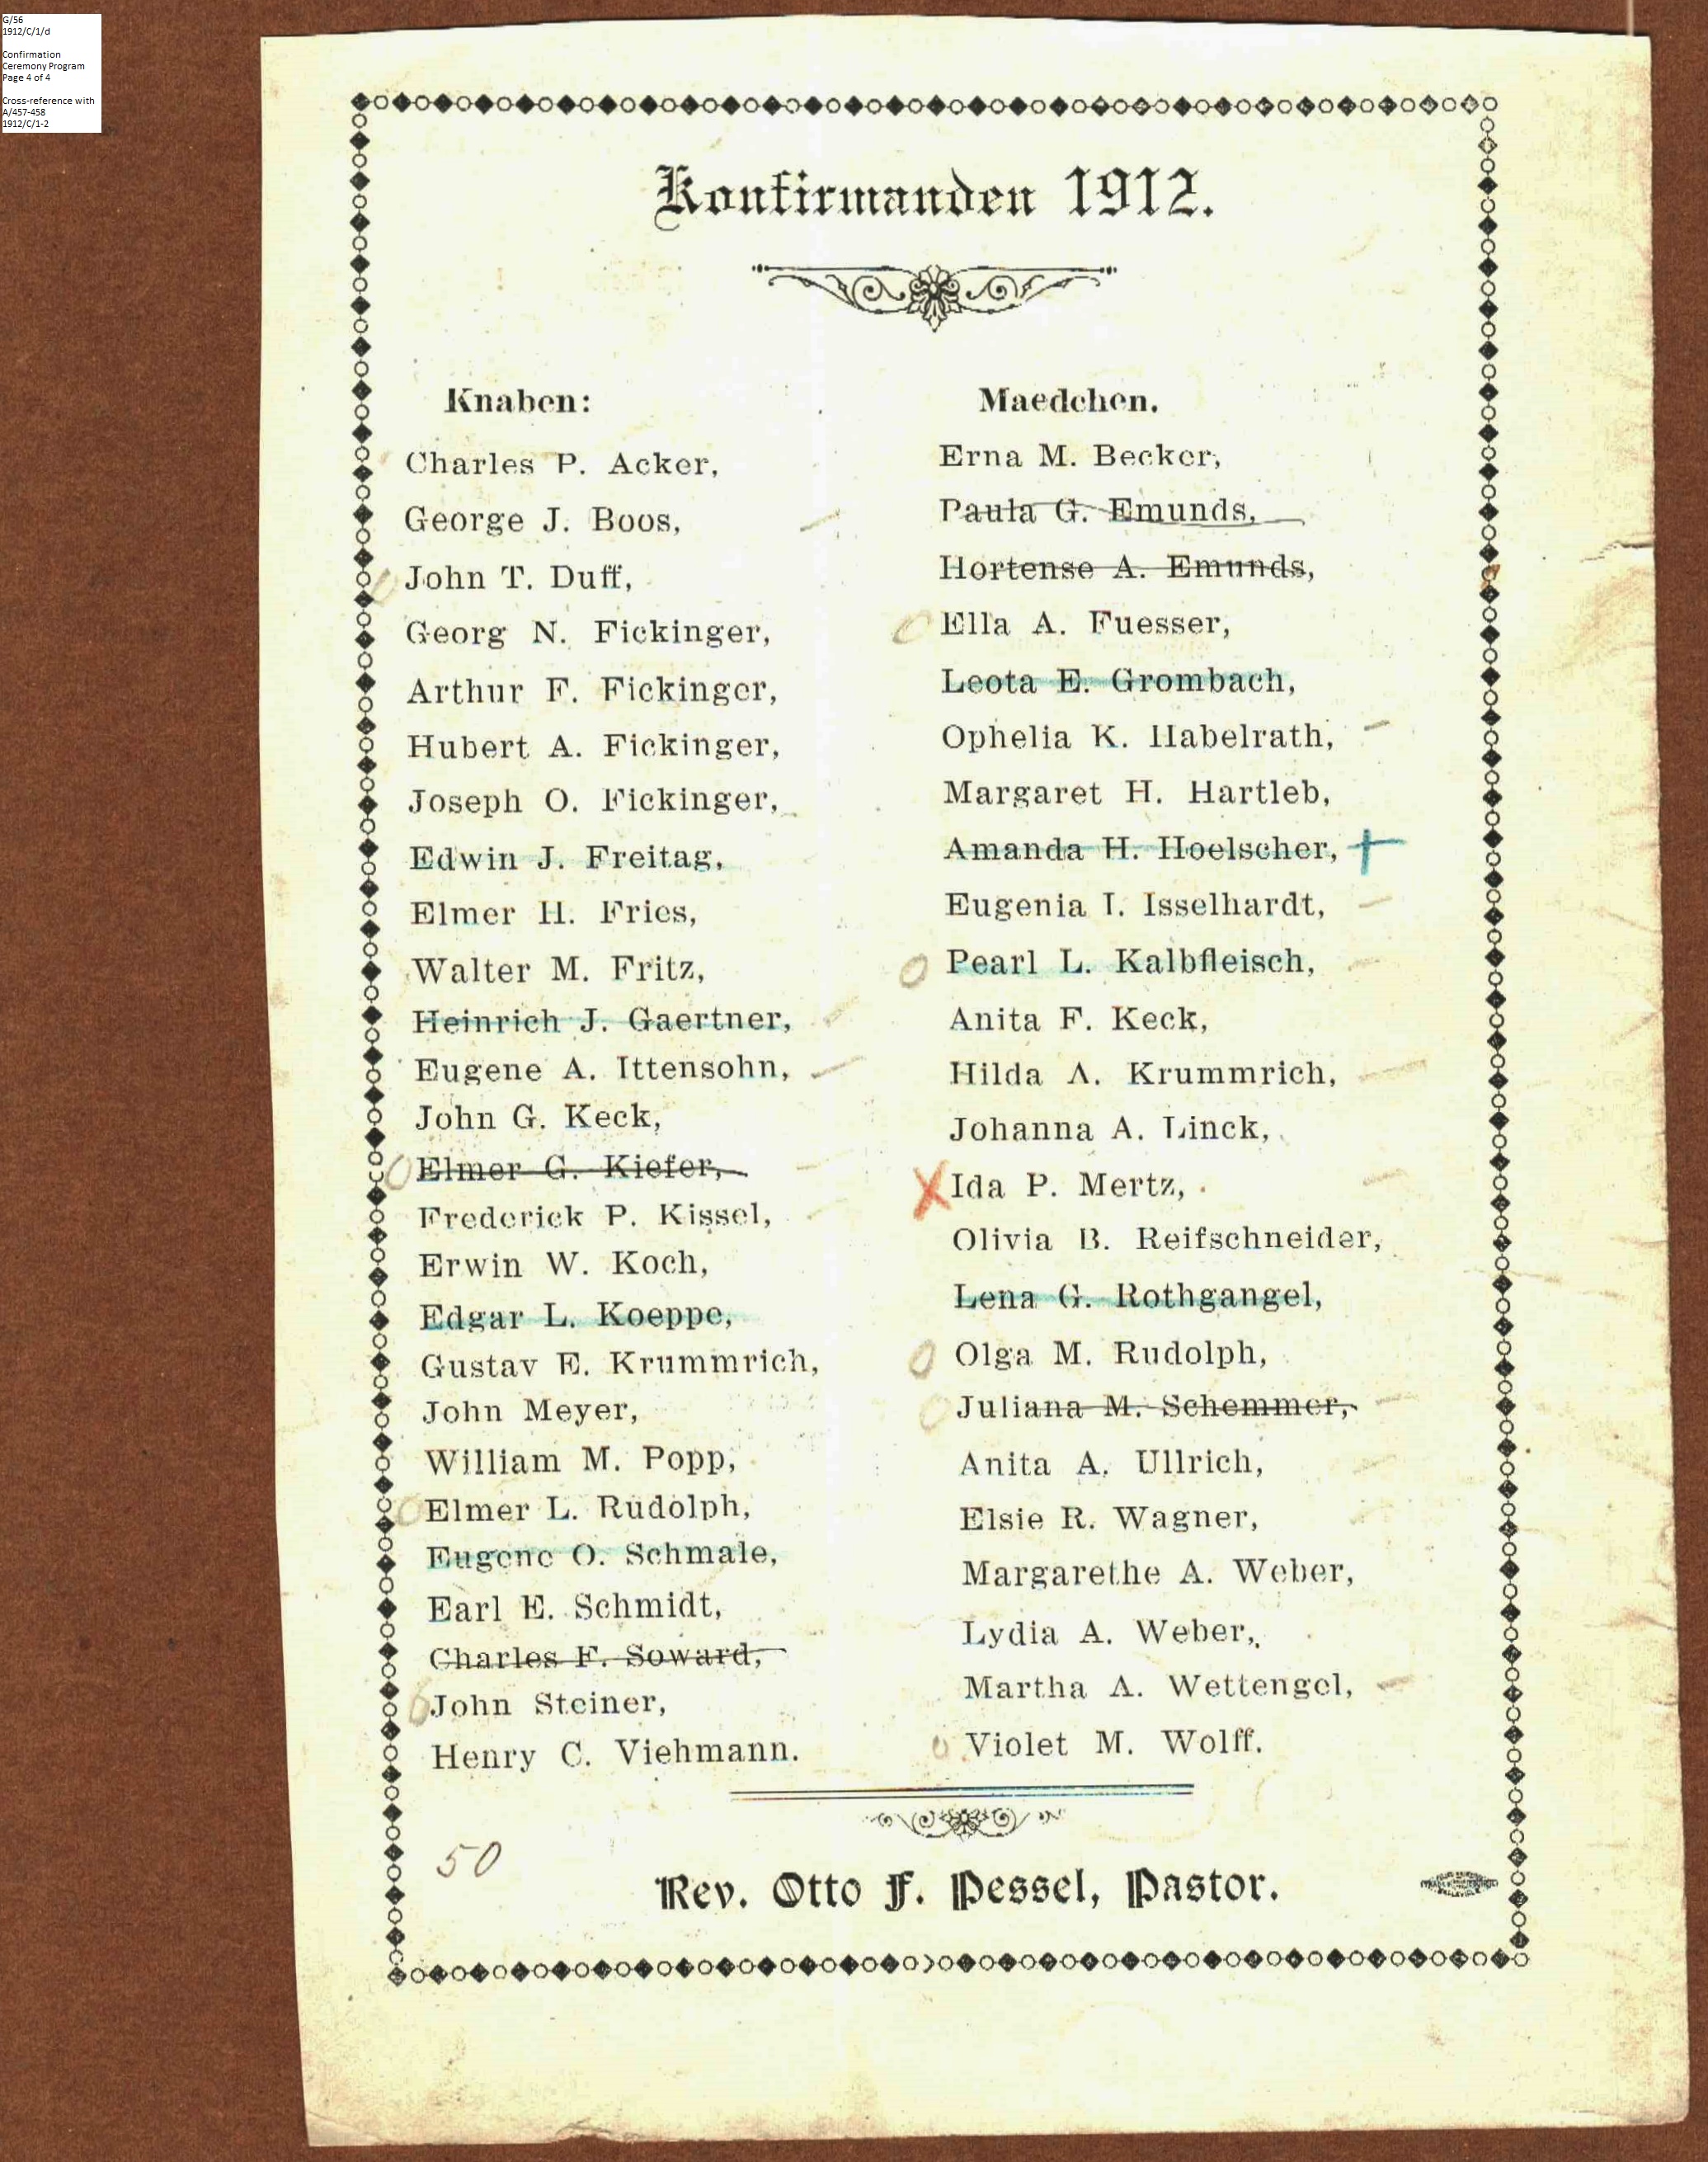 G/56
1912/C/1/d
Confirmation
Ceremony Program
Page 4 of 4
Cross-reference with
A/457-458
1912/C/1-2
Konfirmanden 1912.
Knaben:
Charles P. Acker,
George J. Boos,
John T. Duff,
Georg N. Fickinger,
Arthur F. Fickinger,
Hubert A. Fickinger,
Joseph O. Fickinger,
Edwin J. Freitag,
Elmer H. Fries,
Walter M. Fritz,
Heinrich J. Gaertner,
Eugene A. Ittensohn,
John G. Keck,
Elmer G. Kiefer,
Frederick P. Kissel,
Erwin W. Koch,
Edgar L. Koeppe,
Gustav E. Krummrich,
John Meyer,
William M. Popp,
Elmer L. Rudolph,
Eugene O. Schmale,
Earl E. Schmidt,
Charles F. Soward,
John Steiner,
Henry C. Viehmann.
Maedchen.
Erna M. Becker,
Paula G. Emunds,
Hortense A. Emunds,
Ella A. Fuesser,
Leota E. Grombach,
Ophelia K. Habelrath,
Margaret H. Hartleb,
Amanda H. Hoelscher,
Eugenia I. Isselhardt,
Pearl L. Kalbfleisch,
Anita F. Keck,
Hilda A. Krummrich,
Johanna A. Linck,
Ida P. Mertz,
Olivia B. Reifschneider,
Lena G. Rothgangel,
Olga M. Rudolph,
Juliana M. Schemmer,
Anita A. Ullrich,
Elsie R. Wagner,
Margarethe A. Weber,
Lydia A. Weber,
Martha A. Wettengel,
Violet M. Wolff.
50
Rev. Otto F. Pessel, Pastor.